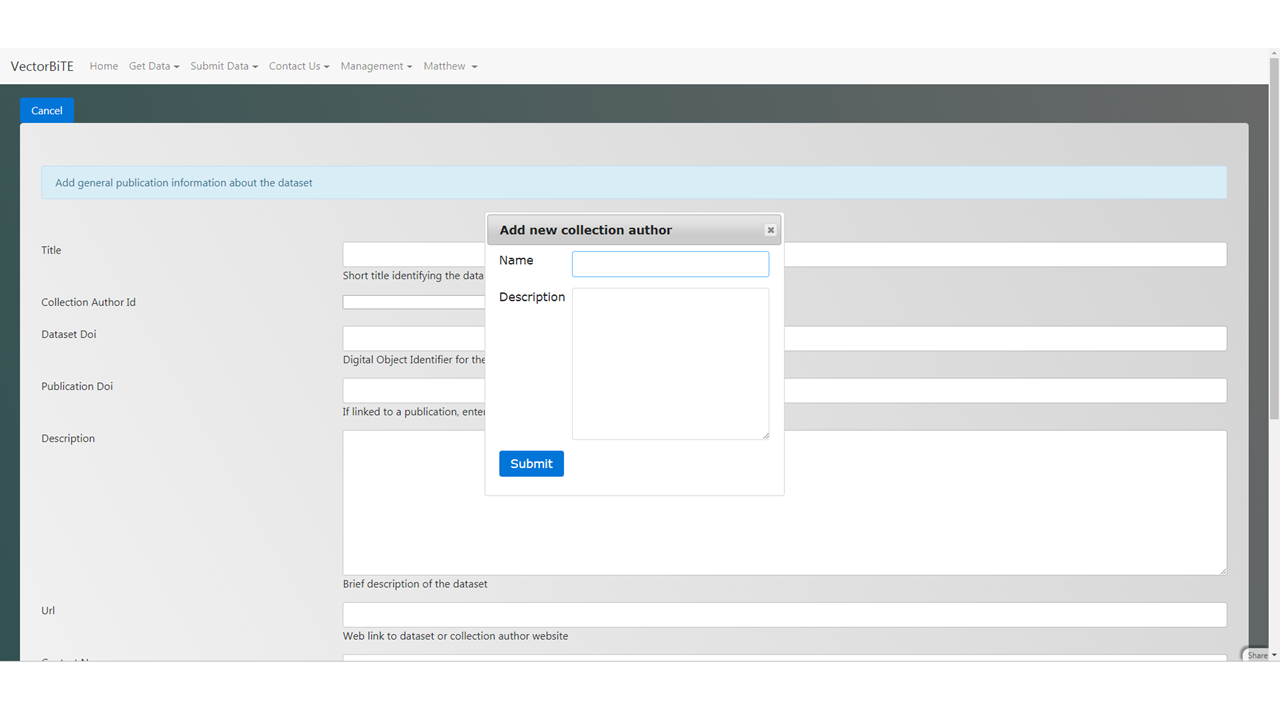 VectorBiTE Home Get Data Submit Data Contact Us Management Matthew
Cancel
Add general publication information about the dataset
Add new collection author
Name
Description
Submit
Title
Short title identifying the data
Collection Author Id
Dataset Doi
Digital Object Identifier for the
Publication Doi
If linked to a publication, enter
Description
Brief description of the dataset
Url
Web link to dataset or collection author website
Share